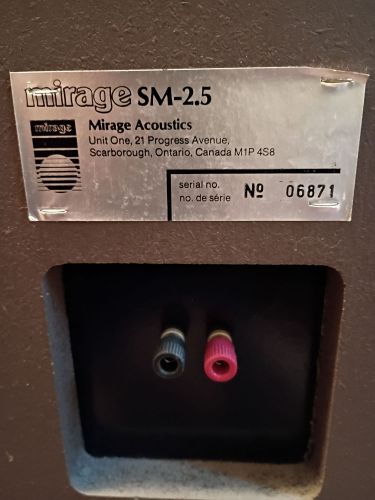 mirage SM-2.5
mirage
Mirage Acoustics
Unit One, 21 Progress Avenue,
Scarborough, Ontario, Canada M1P 4S8
serial no.
no. de série
Nº 06871